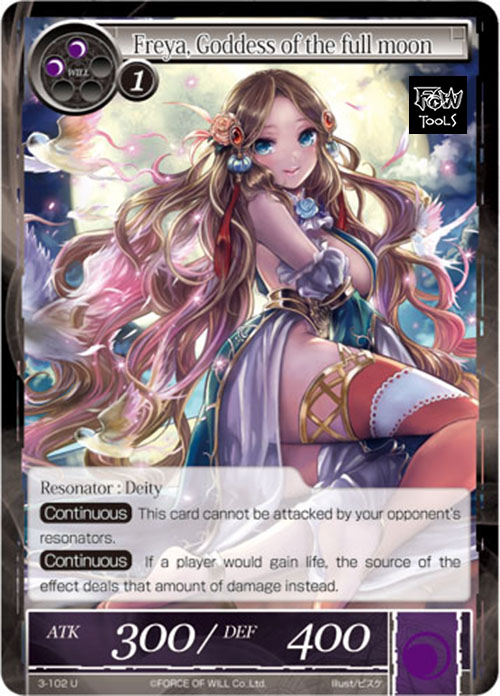 Freya, Goddess of the full moon
WILL
1
FOW
TOOLS
Resonator : Deity
Continuous This card cannot be attacked by your opponent's
resonators.
Continuous If a player would gain life, the source of the
effect deals that amount of damage instead.
ATK 300/ DEF 400
3-102 U ©FORCE OF WILL Co.,Ltd. Illust/ビスケ